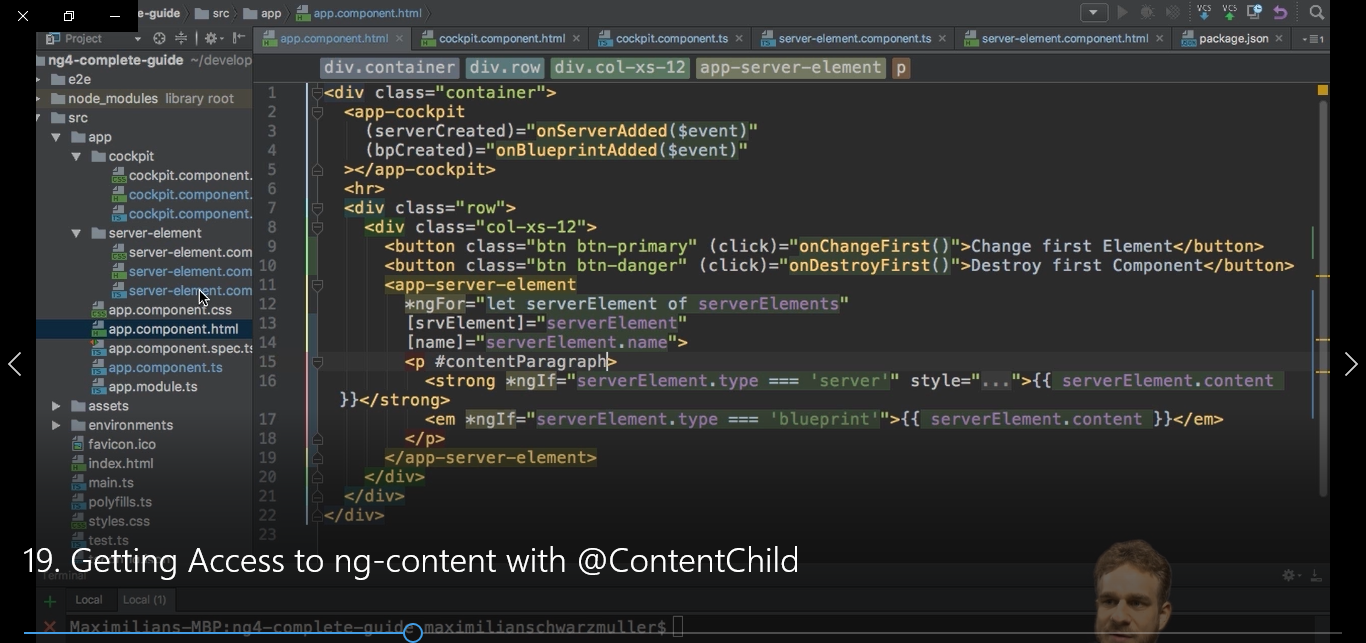 e-guide src app app.component.html
VCS VCS
Project
app.component.html cockpit.component.html cockpit.component.ts server-element.component.ts server-element.component.html package.json
ng4-complete-guide ~/develop
e2e
node_modules library root
src
app
cockpit
cockpit.component.
cockpit.component.
cockpit.component.
server-element
server-element.com
server-element.com
server-element.com
app.component.css
app.component.html
app.component.spec.ts
app.component.ts
app.module.ts
assets
environments
favicon.ico
index.html
main.ts
polyfills.ts
styles.css
test.ts
div.container div.row div.col-xs-12 app-server-element p
1 <div class="container">
2 <app-cockpit
3 (serverCreated)="onServerAdded($event)"
4 (bpCreated)="onBlueprintAdded($event)"
5 ></app-cockpit>
6 <hr>
7 <div class="row">
8 <div class="col-xs-12">
9 <button class="btn btn-primary" (click)="onChangeFirst()">Change first Element</button>
10 <button class="btn btn-danger" (click)="onDestroyFirst()">Destroy first Component</button>
11 <app-server-element
12 *ngFor="let serverElement of serverElements"
13 [srvElement]="serverElement"
14 [name]="serverElement.name">
15 <p #contentParagraph>
16 <strong *ngIf="serverElement.type === 'server'" style="...">{{ serverElement.content
}}</strong>
17 <em *ngIf="serverElement.type === 'blueprint'">{{ serverElement.content }}</em>
18 </p>
19 </app-server-element>
20 </div>
21 </div>
22 </div>
23
19. Getting Access to ng-content with @ContentChild
Terminal
Local Local (1)
Maximilians-MBP:ng4-complete-guide maximilianschwarzmuller$